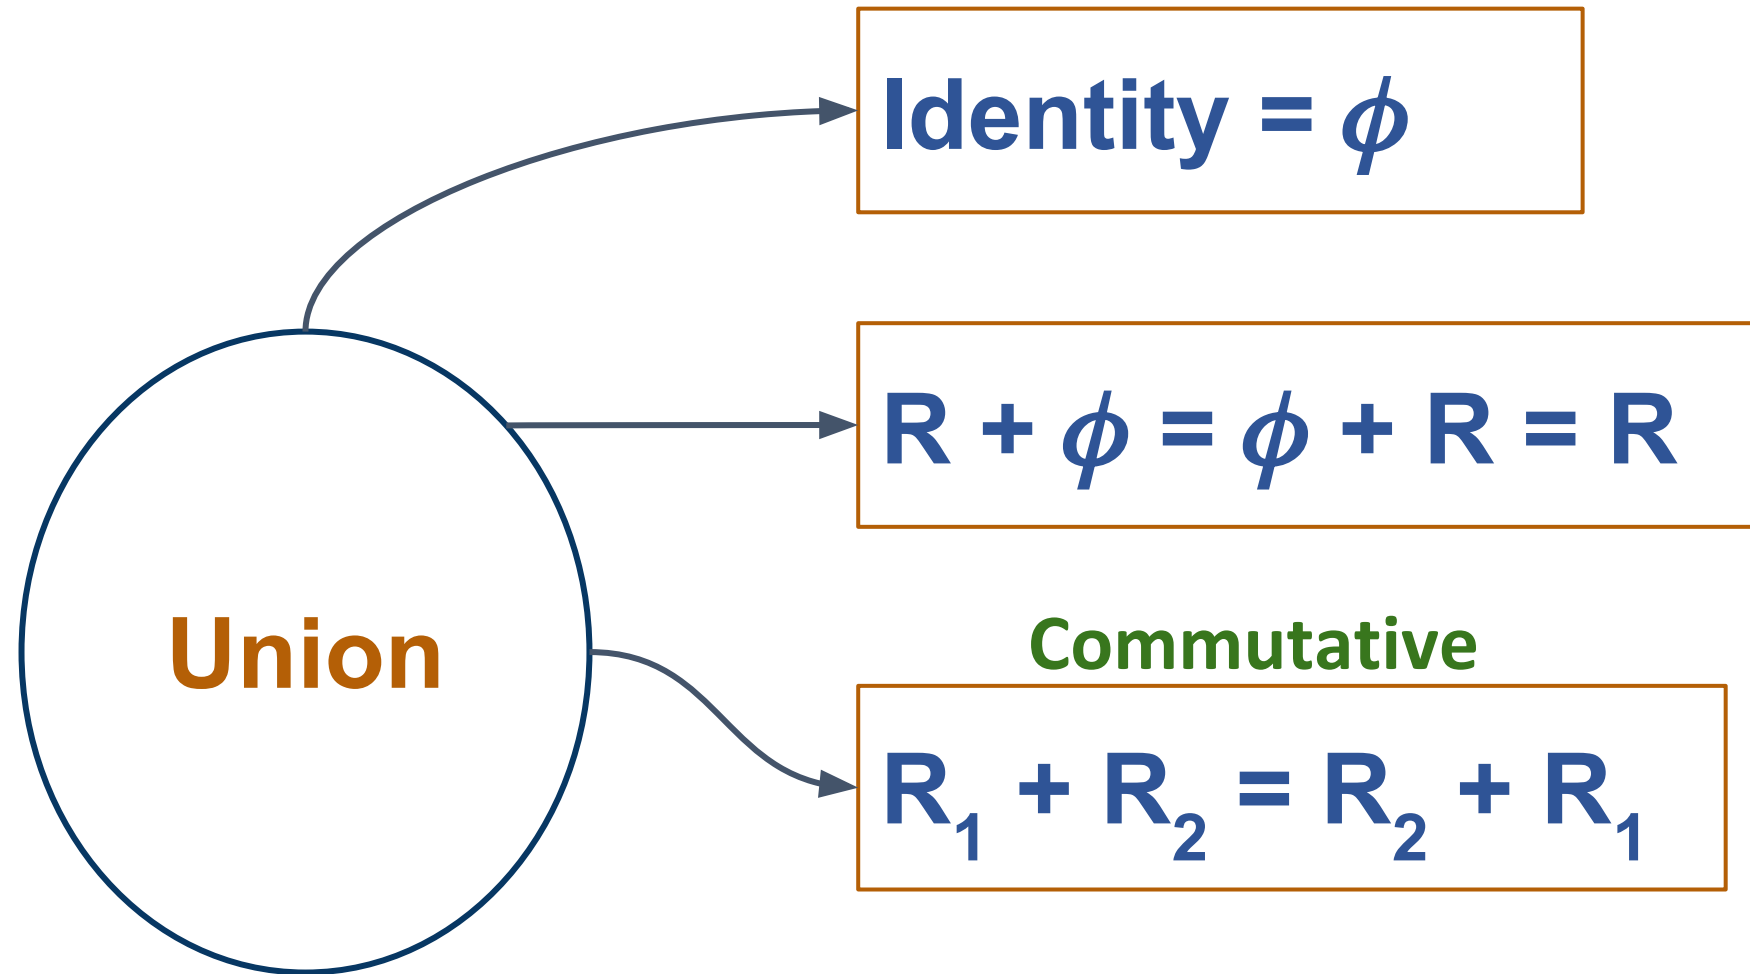 Identity = ϕ
R + ϕ = ϕ + R = R
Union
Commutative
R₁ + R₂ = R₂ + R₁